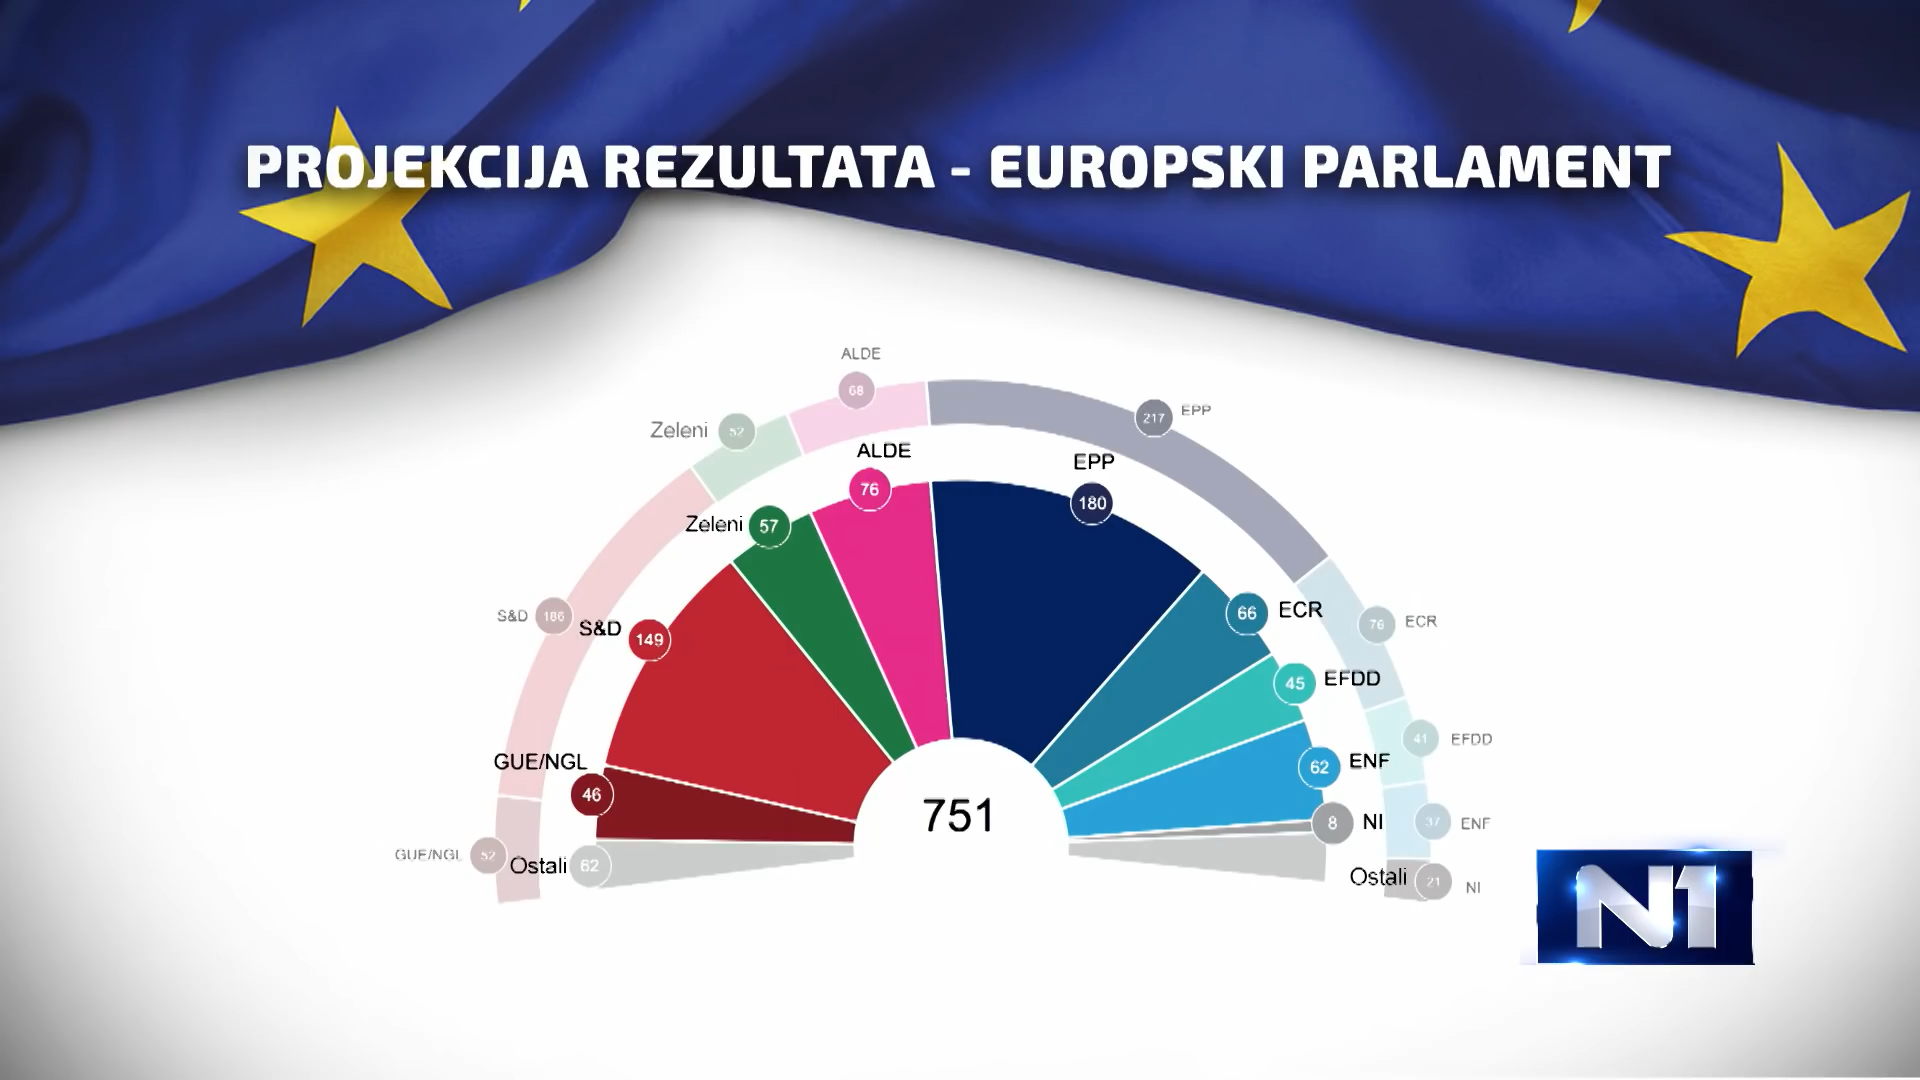 PROJEKCIJA REZULTATA - EUROPSKI PARLAMENT
ALDE
68
217 EPP
Zeleni 52
ALDE
76
EPP
180
Zeleni 57
S&D 186
S&D 149
66 ECR
76 ECR
45 EFDD
41 EFDD
GUE/NGL
46
62 ENF
37 ENF
751
8 NI
GUE/NGL 52
Ostali 62
Ostali
21 NI
N1